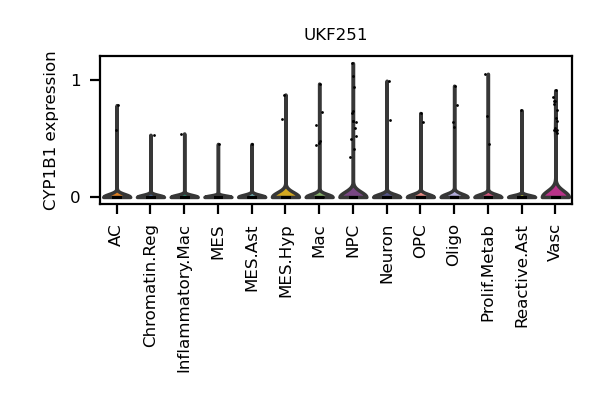 UKF251
CYP1B1 expression
1
0
AC
Chromatin.Reg
Inflammatory.Mac
MES
MES.Ast
MES.Hyp
Mac
NPC
Neuron
OPC
Oligo
Prolif.Metab
Reactive.Ast
Vasc